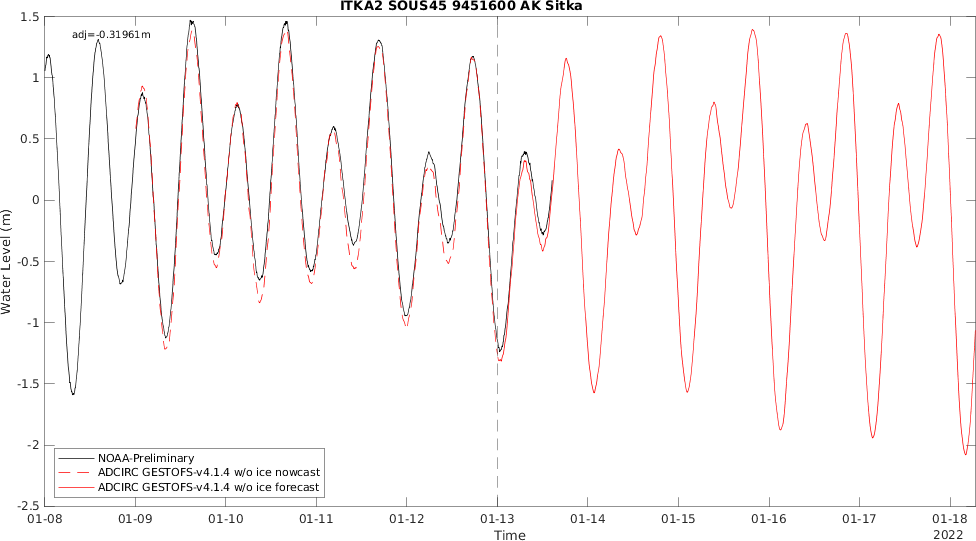 ITKA2 SOUS45 9451600 AK Sitka
adj=-0.31961m
1.5
1
0.5
0
-0.5
-1
-1.5
-2
-2.5
Water Level (m)
NOAA-Preliminary
ADCIRC GESTOFS-v4.1.4 w/o ice nowcast
ADCIRC GESTOFS-v4.1.4 w/o ice forecast
01-08 01-09 01-10 01-11 01-12 01-13 01-14 01-15 01-16 01-17 01-18
Time
2022